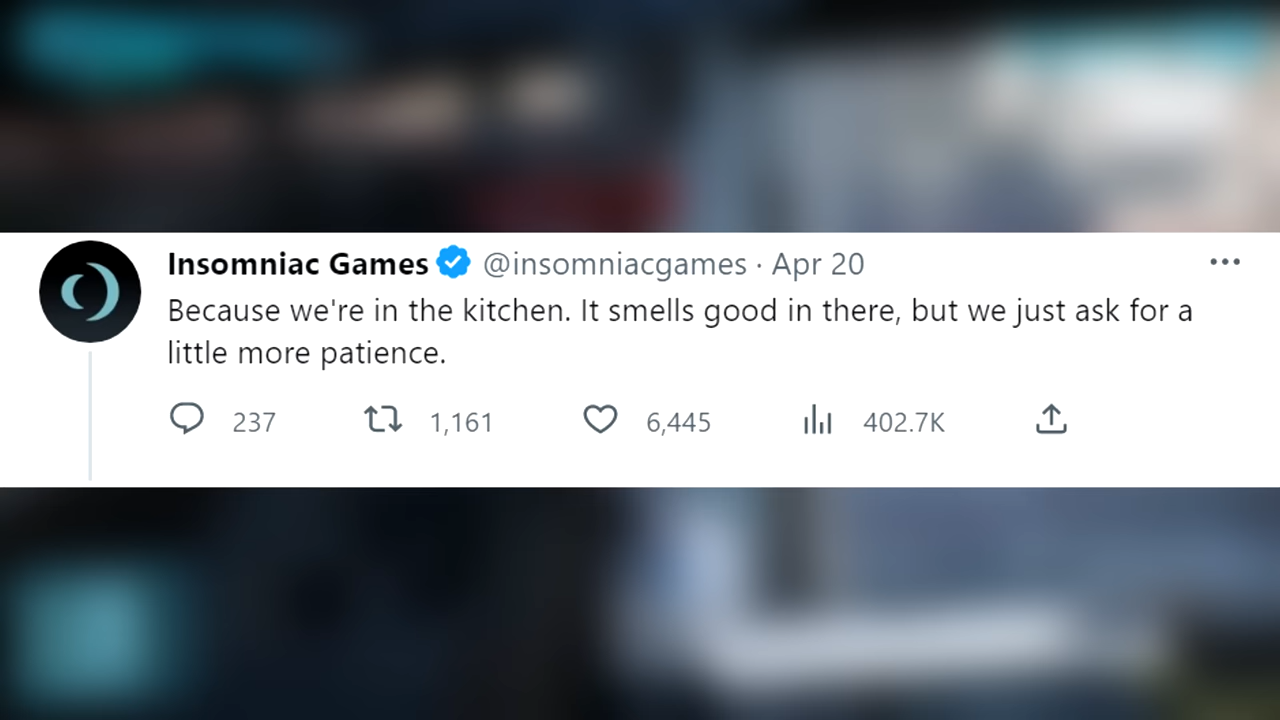 Insomniac Games @insomniacgames · Apr 20
Because we're in the kitchen. It smells good in there, but we just ask for a
little more patience.
237 1,161 6,445 402.7K